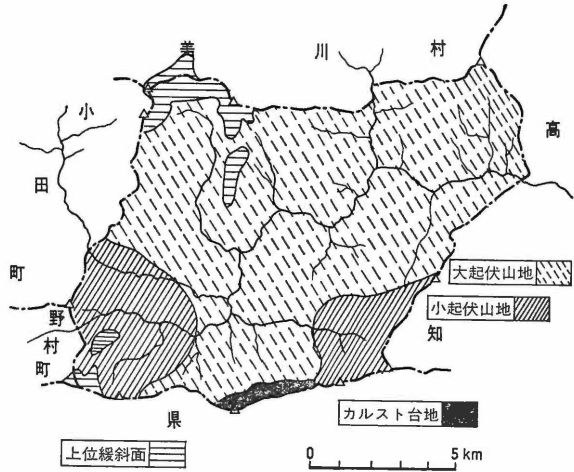 美川村
小田町
高知県
野村町
大起伏山地
小起伏山地
カルスト台地
上位緩斜面
0 5 km